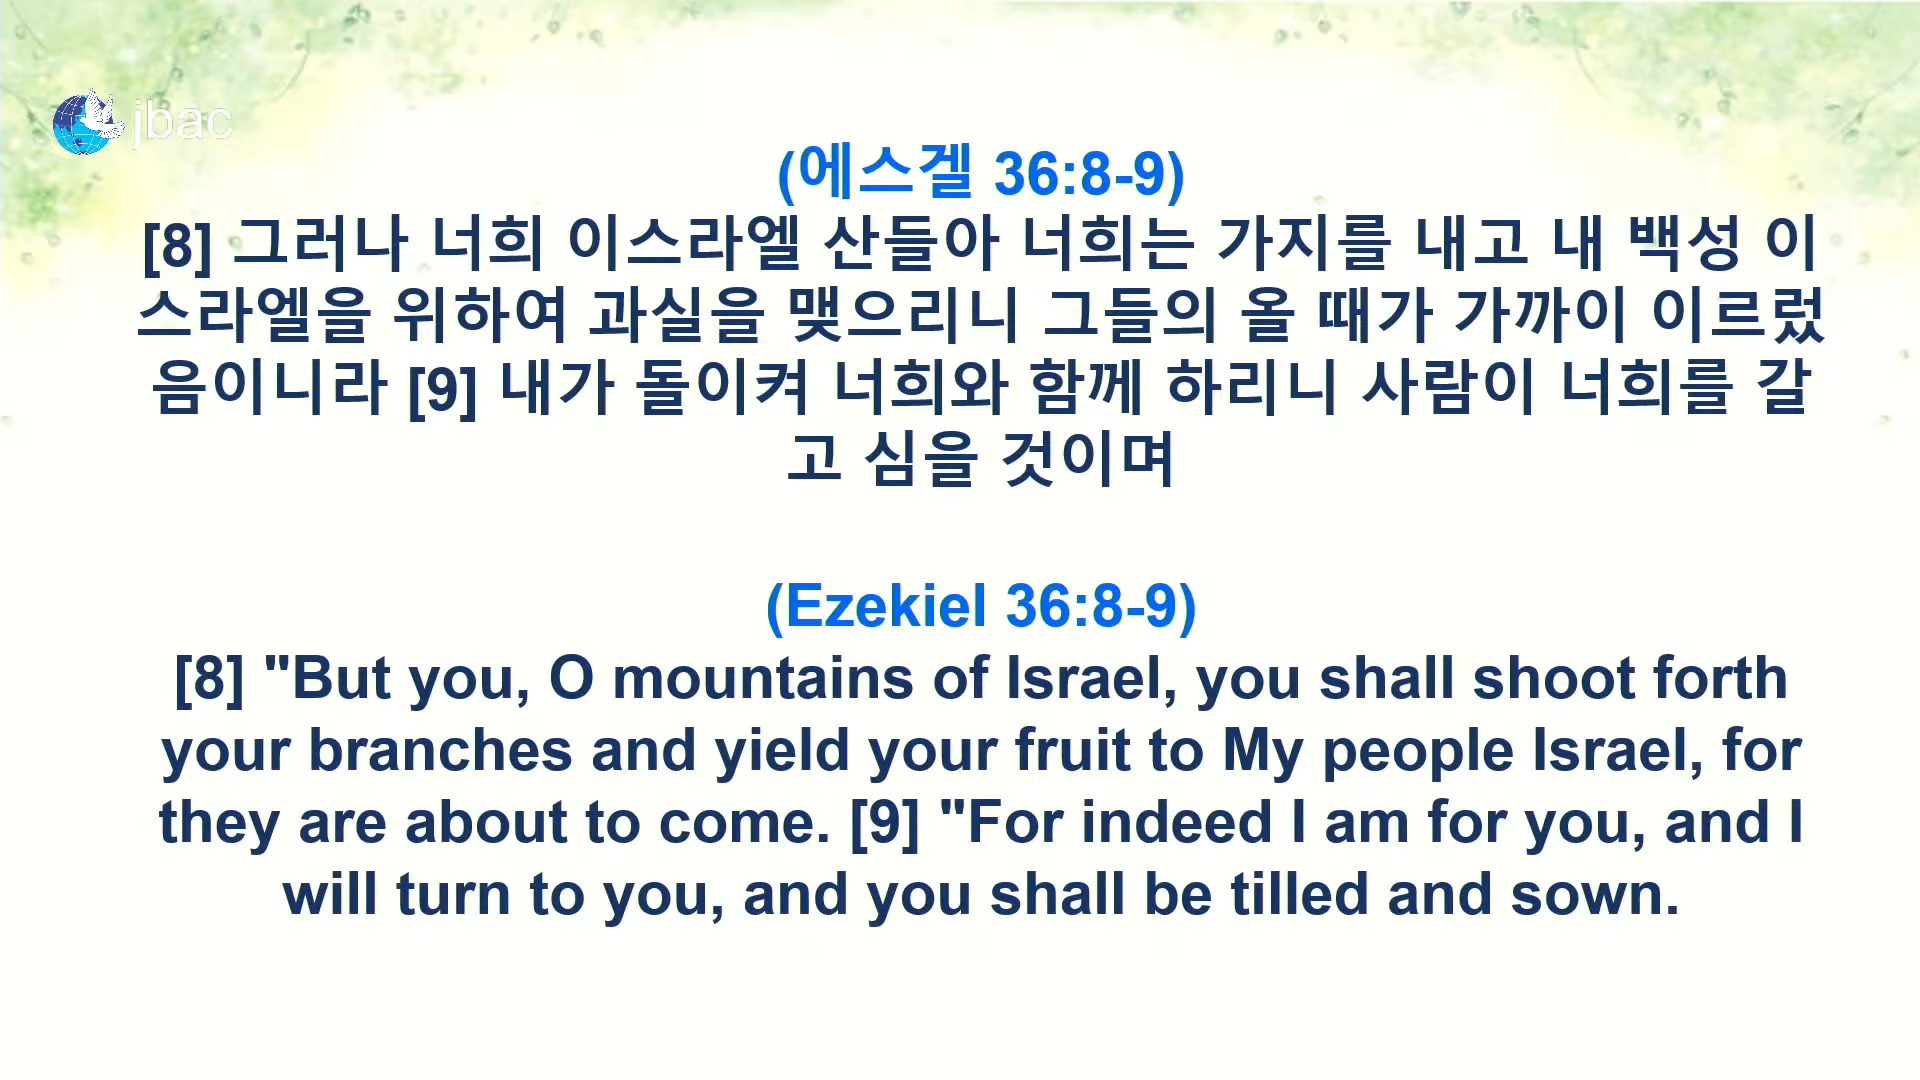 jbac
(에스겔 36:8-9)
[8] 그러나 너희 이스라엘 산들아 너희는 가지를 내고 내 백성 이
스라엘을 위하여 과실을 맺으리니 그들의 올 때가 가까이 이르렀
음이니라 [9] 내가 돌이켜 너희와 함께 하리니 사람이 너희를 갈
고 심을 것이며
(Ezekiel 36:8-9)
[8] "But you, O mountains of Israel, you shall shoot forth
your branches and yield your fruit to My people Israel, for
they are about to come. [9] "For indeed I am for you, and I
will turn to you, and you shall be tilled and sown.